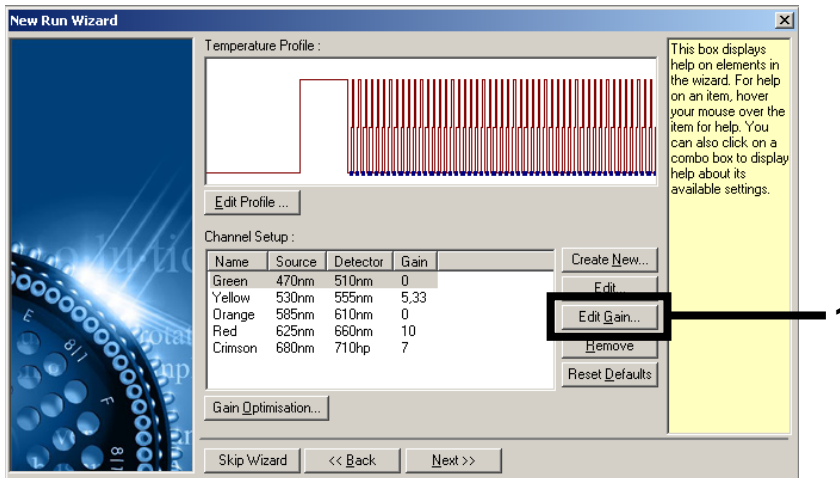 New Run Wizard
Temperature Profile :
Edit Profile ...
Channel Setup :
Name Source Detector Gain
Green 470nm 510nm 0
Yellow 530nm 555nm 5,33
Orange 585nm 610nm 0
Red 625nm 660nm 10
Crimson 680nm 710hp 7
Create New...
Edit...
Edit Gain...
Remove
Reset Defaults
Gain Optimisation...
Skip Wizard
<< Back
Next >>
This box displays
help on elements in
the wizard. For help
on an item, hover
your mouse over the
item for help. You
can also click on a
combo box to display
help about its
available settings.